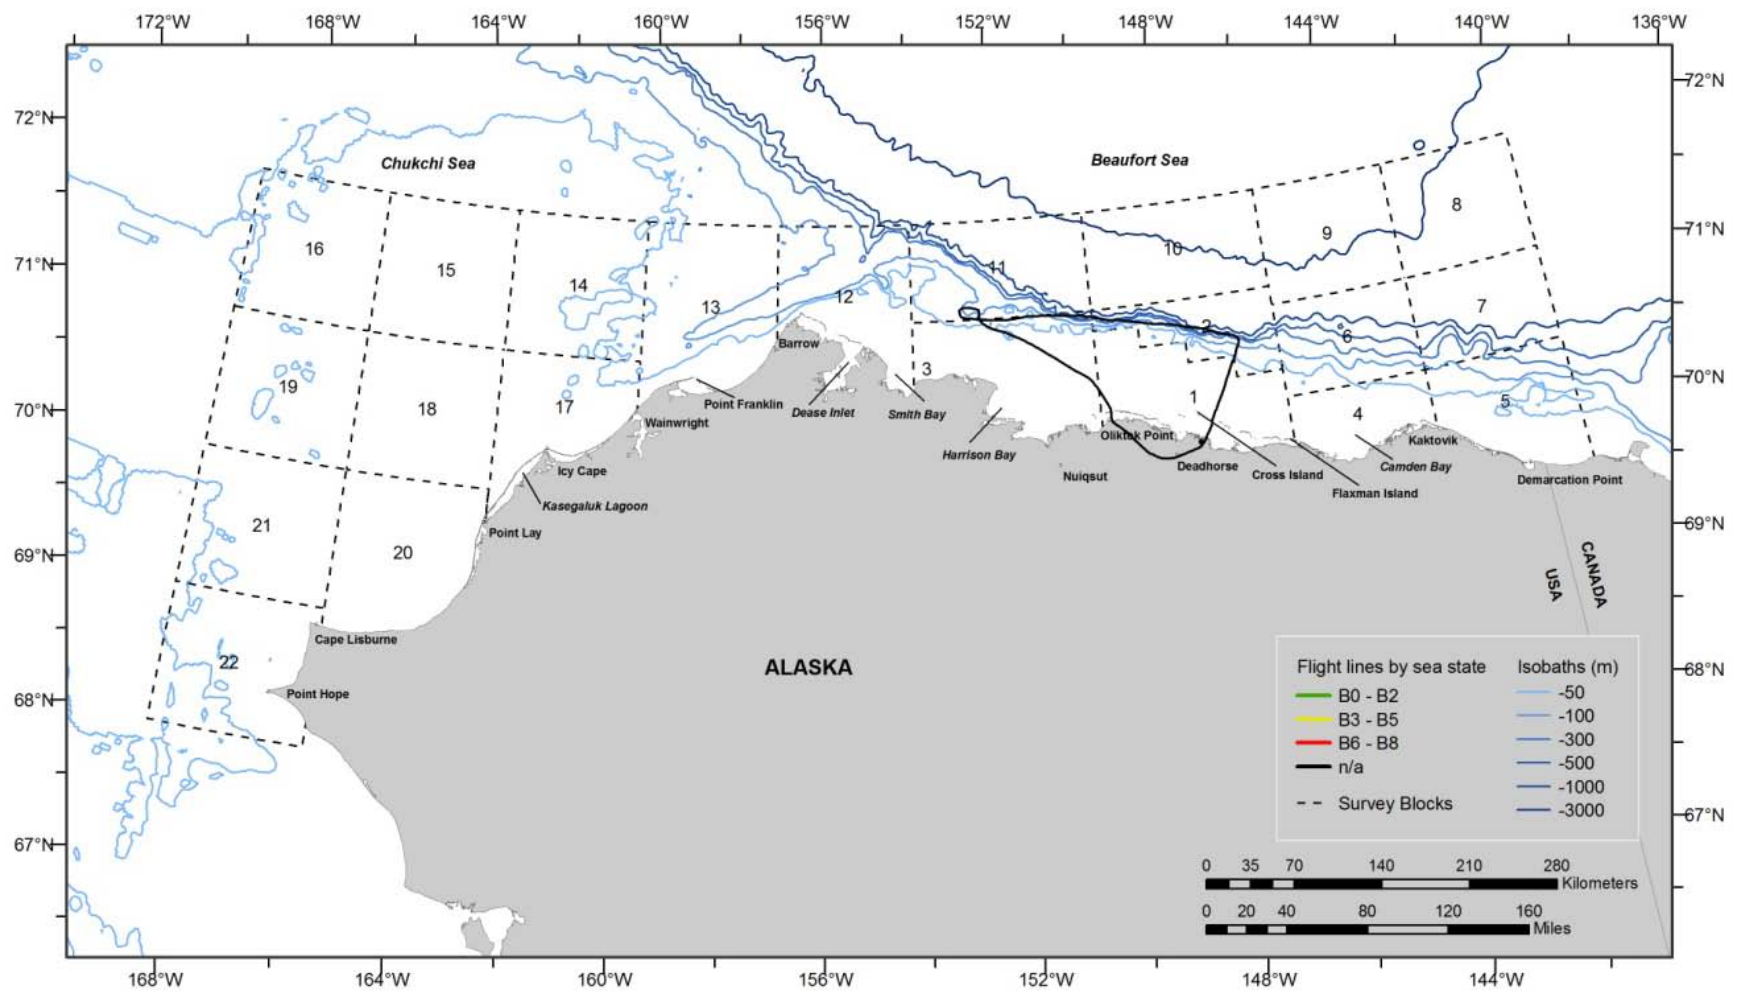 172°W 168°W 164°W 160°W 156°W 152°W 148°W 144°W 140°W 136°W
72°N 72°N
Chukchi Sea Beaufort Sea
8
9
71°N 16 10 71°N
15 11
14
13 12 7
2 6
Barrow
70°N 19 3 70°N
18 17 Point Franklin Dease Inlet Smith Bay 1 4 5
Wainwright
Oliktok Point Kaktovik
Harrison Bay
Icy Cape Nuiqsut Deadhorse Cross Island Camden Bay
Flaxman Island Demarcation Point
Kasegaluk Lagoon
21 Point Lay 69°N
69°N 20
USA CANADA
Cape Lisburne
22
Point Hope
68°N 68°N
ALASKA
Flight lines by sea state Isobaths (m)
B0 - B2 -50
B3 - B5 -100
B6 - B8 -300
n/a -500
-1000
Survey Blocks -3000
67°N 67°N
0 35 70 140 210 280
Kilometers
0 20 40 80 120 160
Miles
168°W 164°W 160°W 156°W 152°W 148°W 144°W